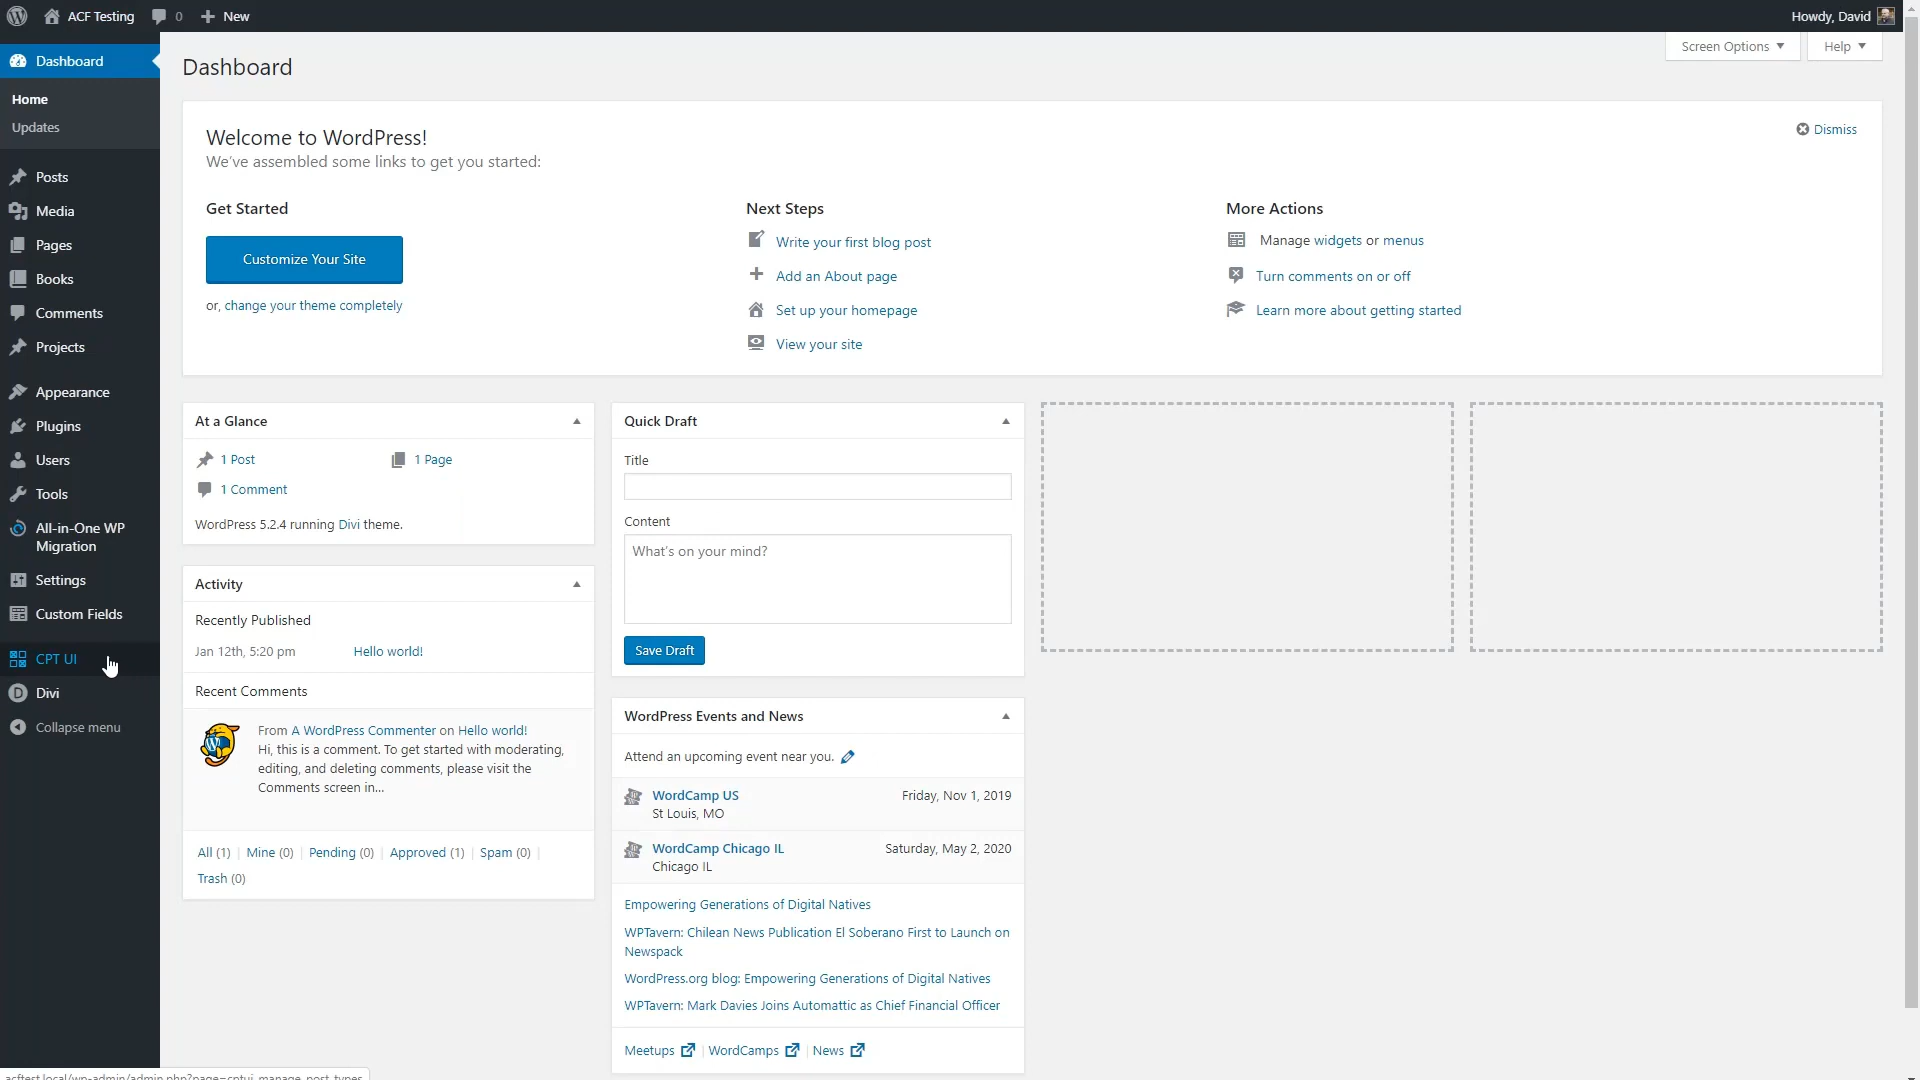 ACF Testing
0
New
Howdy, David
Dashboard
Home
Updates
Posts
Media
Pages
Books
Comments
Projects
Appearance
Plugins
Users
Tools
All-in-One WP
Migration
Settings
Custom Fields
CPT UI
Divi
Collapse menu
Screen Options
Help
Dashboard
Welcome to WordPress!
We've assembled some links to get you started:
Dismiss
Get Started
Customize Your Site
or, change your theme completely
Next Steps
Write your first blog post
Add an About page
Set up your homepage
View your site
More Actions
Manage widgets or menus
Turn comments on or off
Learn more about getting started
At a Glance
1 Post
1 Page
1 Comment
WordPress 5.2.4 running Divi theme.
Activity
Recently Published
Jan 12th, 5:20 pm Hello world!
Recent Comments
From A WordPress Commenter on Hello world!
Hi, this is a comment. To get started with moderating,
editing, and deleting comments, please visit the
Comments screen in...
All (1) | Mine (0) | Pending (0) | Approved (1) | Spam (0) |
Trash (0)
Quick Draft
Title
Content
What's on your mind?
Save Draft
WordPress Events and News
Attend an upcoming event near you.
WordCamp US Friday, Nov 1, 2019
St Louis, MO
WordCamp Chicago IL Saturday, May 2, 2020
Chicago IL
Empowering Generations of Digital Natives
WPTavern: Chilean News Publication El Soberano First to Launch on
Newspack
WordPress.org blog: Empowering Generations of Digital Natives
WPTavern: Mark Davies Joins Automattic as Chief Financial Officer
Meetups | WordCamps | News
acftest.local/wp-admin/admin.php?page=cptui_manage_post_types